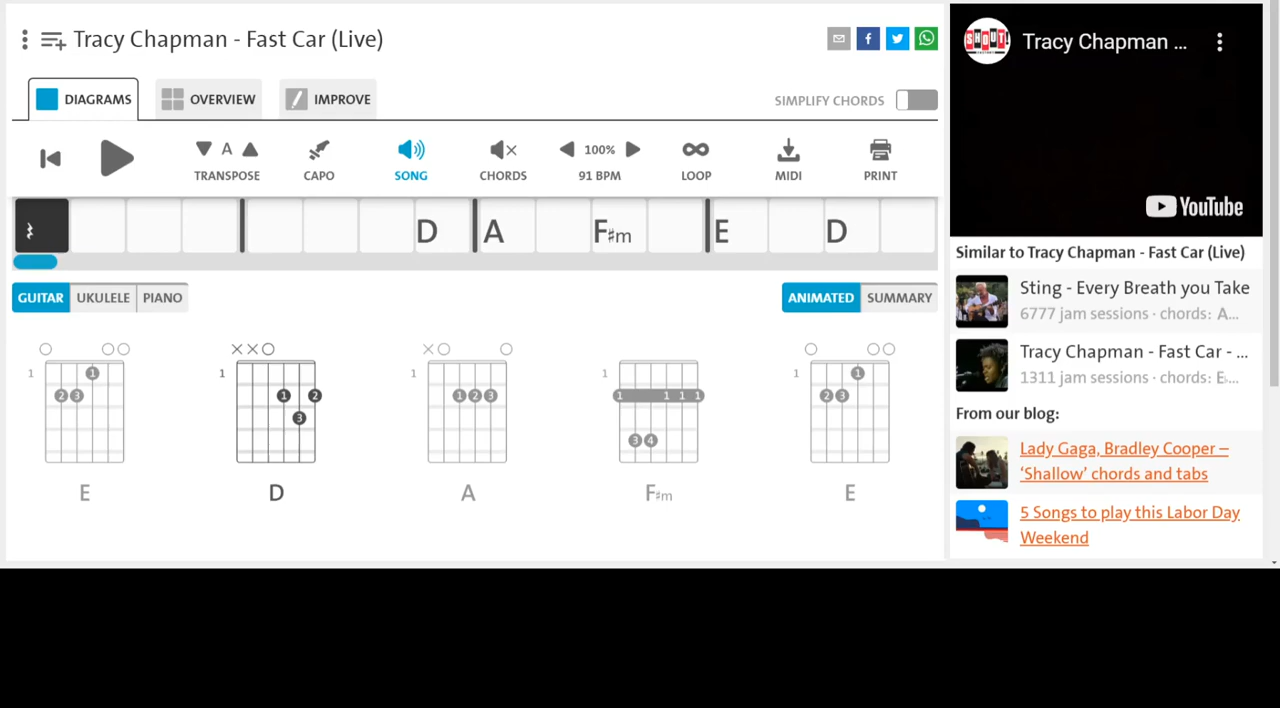 Tracy Chapman - Fast Car (Live)
DIAGRAMS OVERVIEW IMPROVE SIMPLIFY CHORDS
A 100%
TRANSPOSE CAPO SONG CHORDS 91 BPM LOOP MIDI PRINT
D A F#m E D
GUITAR UKULELE PIANO ANIMATED SUMMARY
1 1 1 1 1 1
2 3 1 2 1 2 3 1 1 1 1 2 3
3 3 4
E D A F#m E
SHOUT! Tracy Chapman ...
YouTube
Similar to Tracy Chapman - Fast Car (Live)
Sting - Every Breath you Take
6777 jam sessions · chords: A...
Tracy Chapman - Fast Car - ...
1311 jam sessions · chords: E♭...
From our blog:
Lady Gaga, Bradley Cooper –
‘Shallow’ chords and tabs
5 Songs to play this Labor Day
Weekend